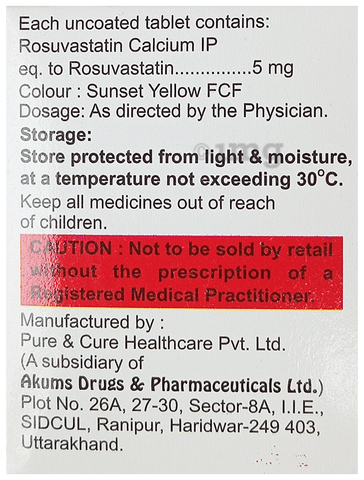 Each uncoated tablet contains:
Rosuvastatin Calcium IP
eq. to Rosuvastatin...............5 mg
Colour : Sunset Yellow FCF
Dosage: As directed by the Physician.
Storage:
Store protected from light & moisture,
at a temperature not exceeding 30°C.
Keep all medicines out of reach
of children.
CAUTION : Not to be sold by retail
without the prescription of a
Registered Medical Practitioner.
Manufactured by :
Pure & Cure Healthcare Pvt. Ltd.
(A subsidiary of
Akums Drugs & Pharmaceuticals Ltd.)
Plot No. 26A, 27-30, Sector-8A, I.I.E.,
SIDCUL, Ranipur, Haridwar-249 403,
Uttarakhand.